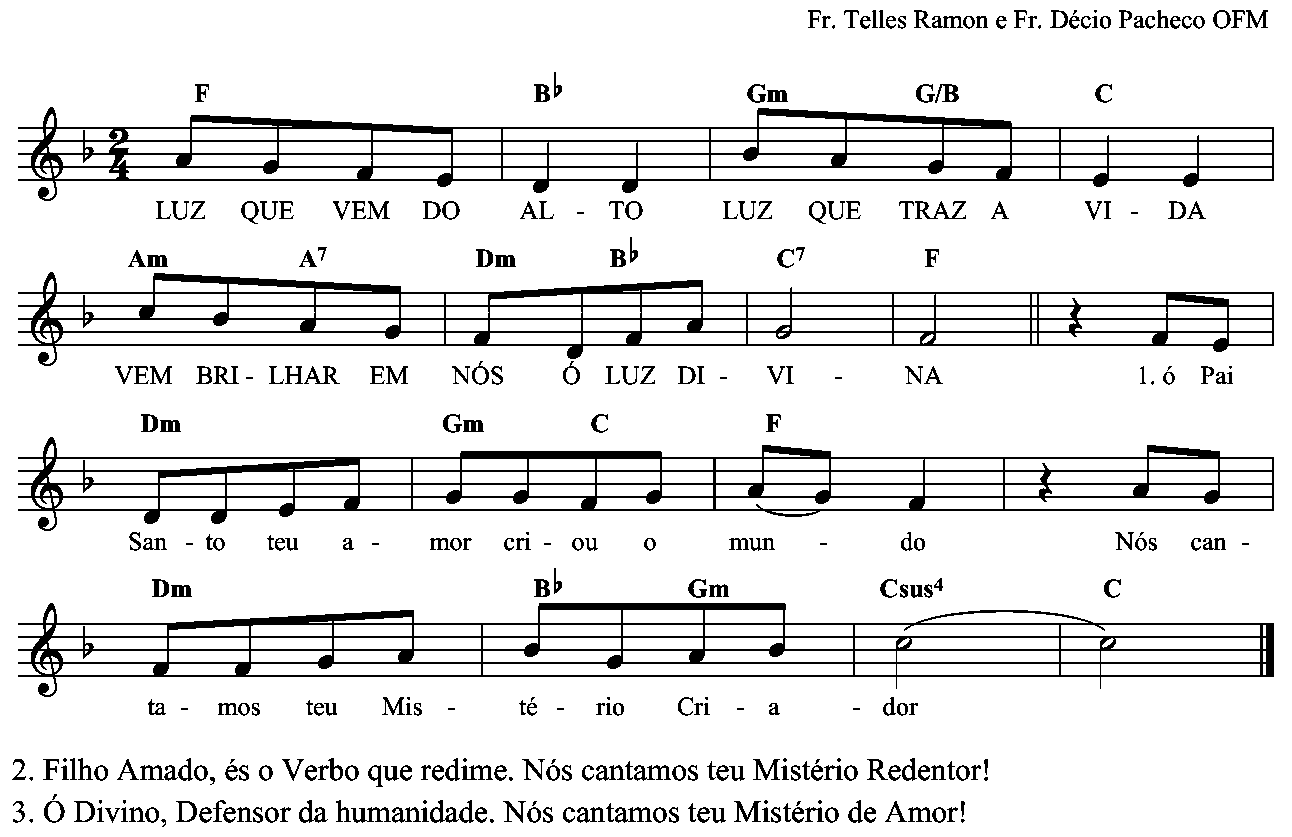 Fr. Telles Ramon e Fr. Décio Pacheco OFM
F B♭ Gm G/B C
2/4
LUZ QUE VEM DO AL - TO LUZ QUE TRAZ A VI - DA
Am A7 Dm B♭ C7 F
VEM BRI - LHAR EM NÓS Ó LUZ DI - VI - NA 1. ó Pai
Dm Gm C F
San - to teu a - mor cri - ou o mun - do Nós can -
Dm B♭ Gm Csus4 C
ta - mos teu Mis - té - rio Cri - a - dor
2. Filho Amado, és o Verbo que redime. Nós cantamos teu Mistério Redentor!
3. Ó Divino, Defensor da humanidade. Nós cantamos teu Mistério de Amor!